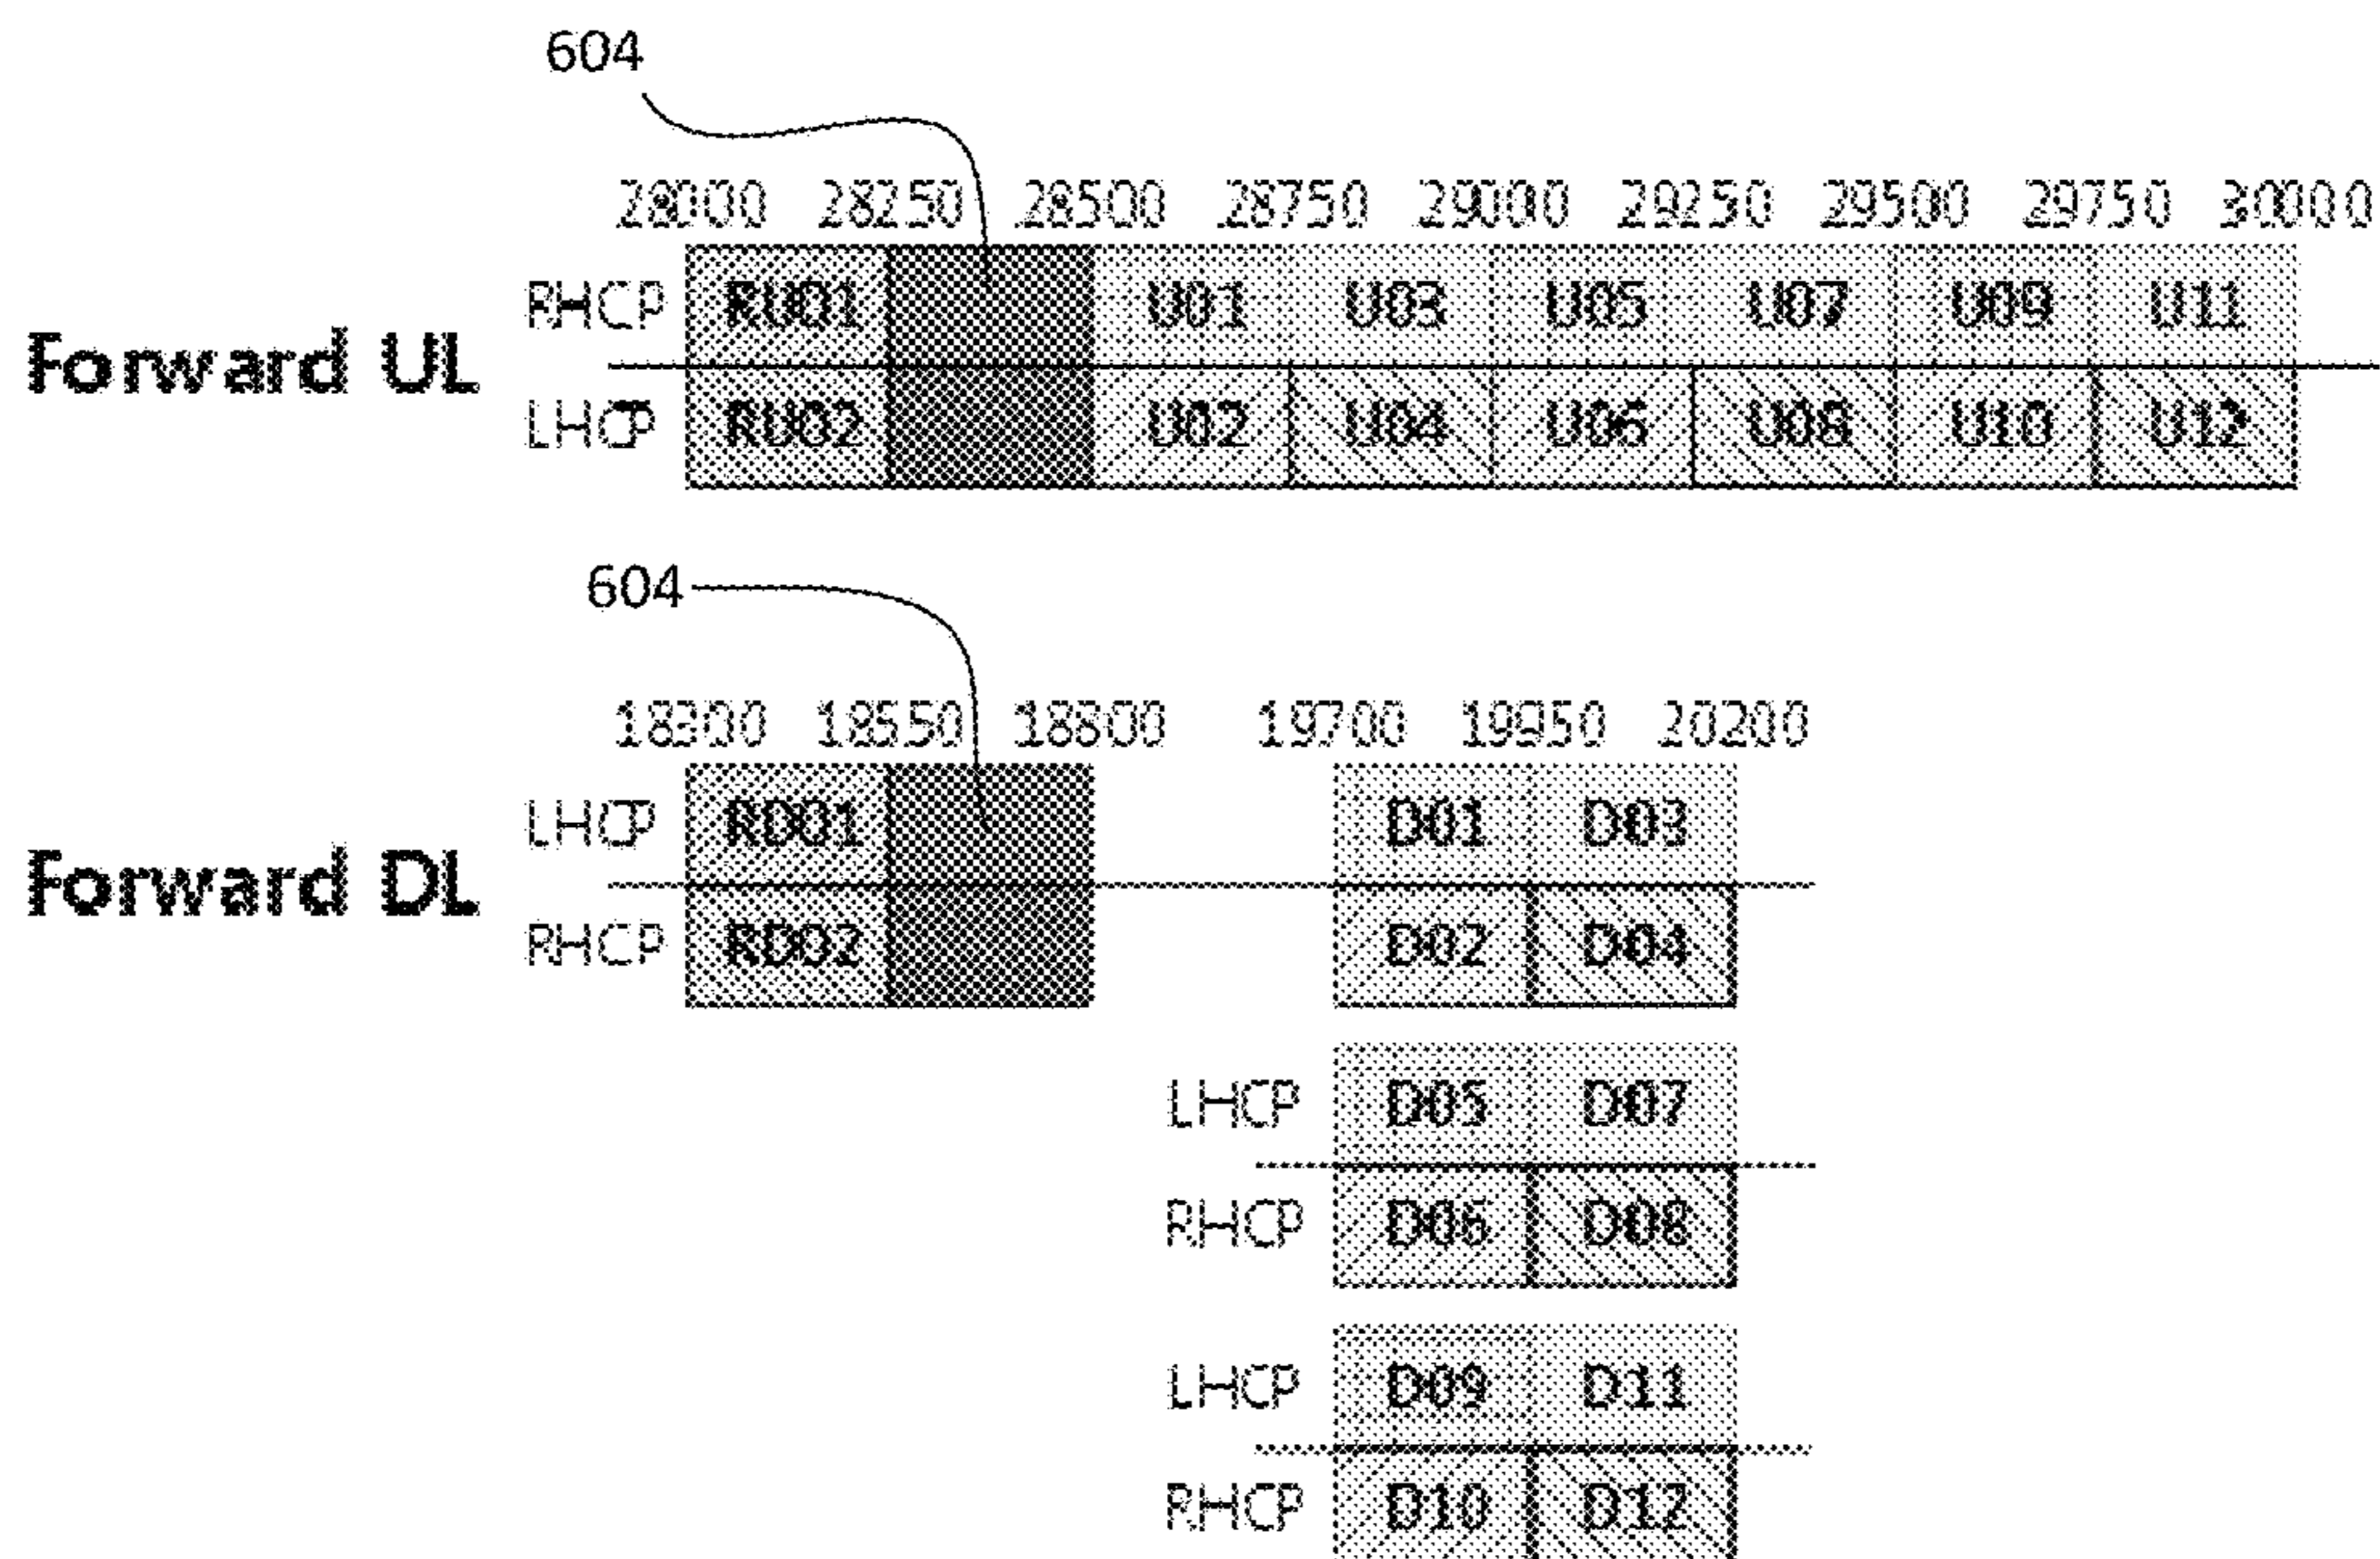 604
28000 28250 28500 28750 29000 29250 29500 29750 30000
RHCP RU01 U01 U03 U05 U07 U09 U11
Forward UL
LHCP RU02 U02 U04 U06 U08 U10 U12
604
18300 18550 18800 19700 19950 20200
LHCP RD01 D01 D03
Forward DL
RHCP RD02 D02 D04
LHCP D05 D07
RHCP D06 D08
LHCP D09 D11
RHCP D10 D12